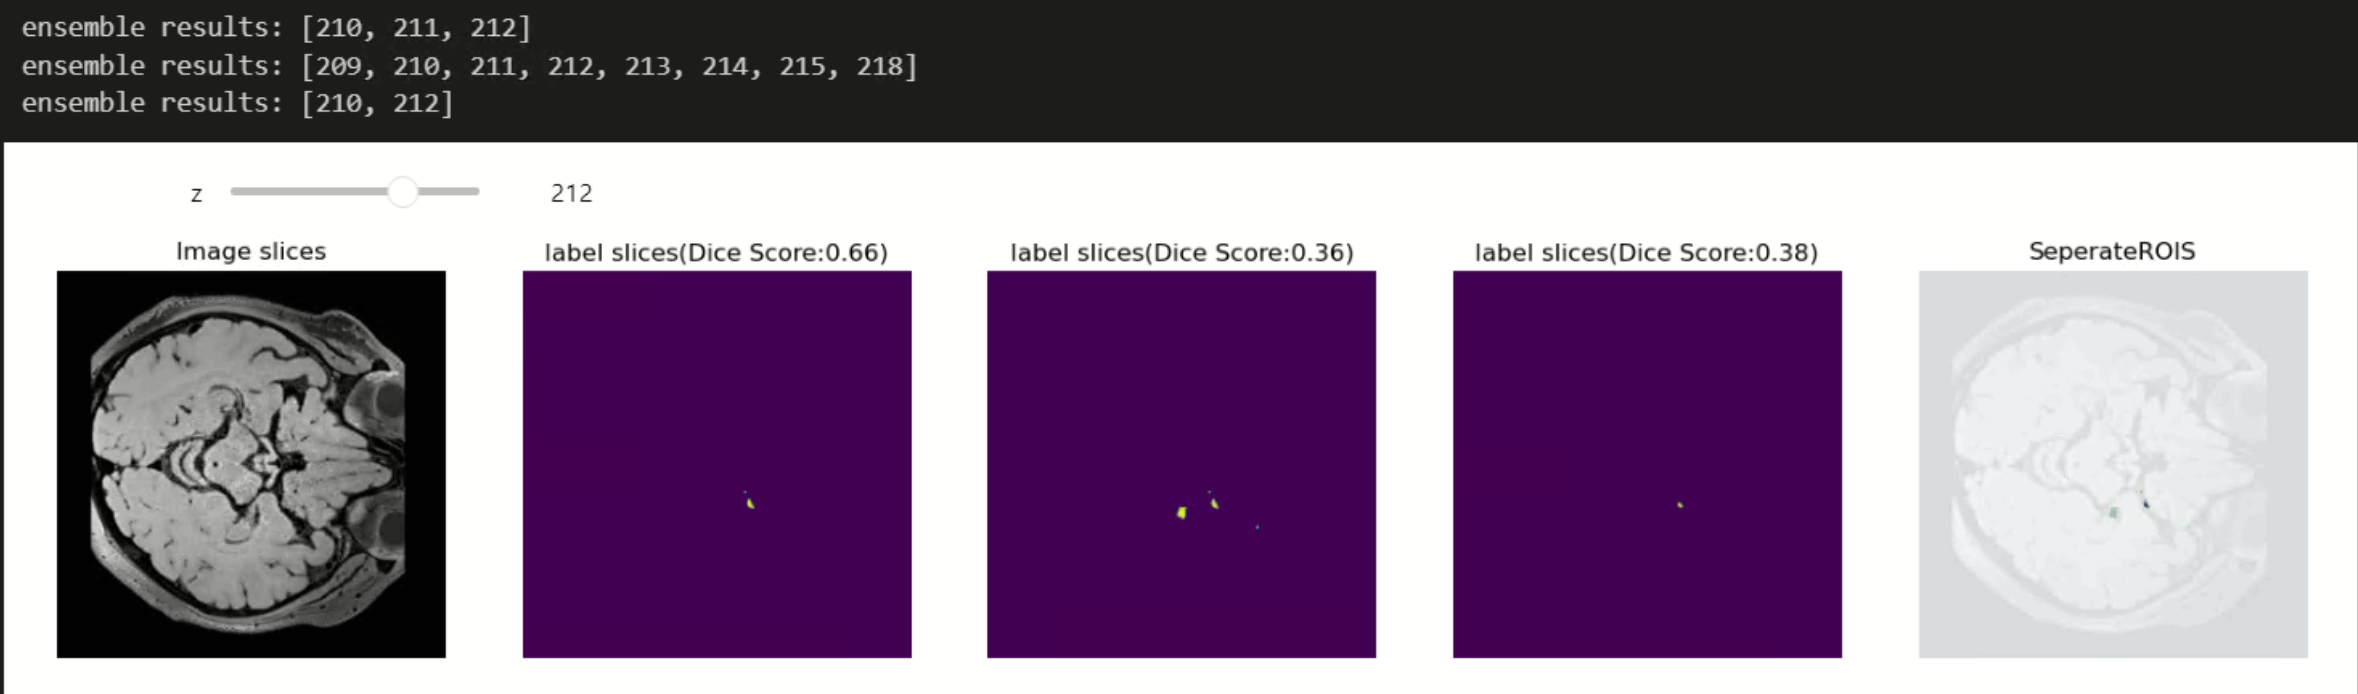 ensemble results: [210, 211, 212]
ensemble results: [209, 210, 211, 212, 213, 214, 215, 218]
ensemble results: [210, 212]
z 212
Image slices
label slices(Dice Score:0.66)
label slices(Dice Score:0.36)
label slices(Dice Score:0.38)
SeperateROIS